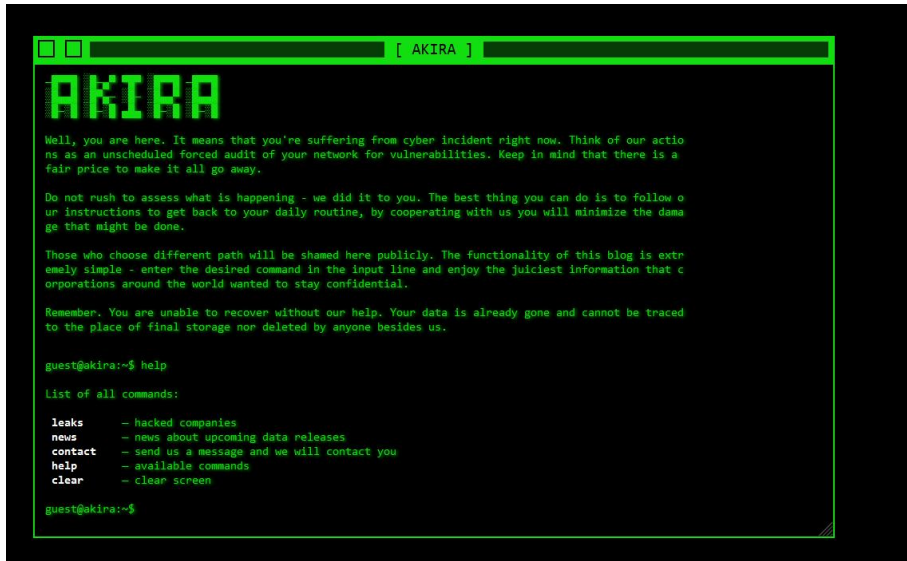 [ AKIRA ]
AKIRA
Well, you are here. It means that you're suffering from cyber incident right now. Think of our actio
ns as an unscheduled forced audit of your network for vulnerabilities. Keep in mind that there is a
fair price to make it all go away.
Do not rush to assess what is happening - we did it to you. The best thing you can do is to follow o
ur instructions to get back to your daily routine, by cooperating with us you will minimize the dama
ge that might be done.
Those who choose different path will be shamed here publicly. The functionality of this blog is extr
emely simple - enter the desired command in the input line and enjoy the juiciest information that c
orporations around the world wanted to stay confidential.
Remember. You are unable to recover without our help. Your data is already gone and cannot be traced
to the place of final storage nor deleted by anyone besides us.
guest@akira:~$ help
List of all commands:
leaks — hacked companies
news — news about upcoming data releases
contact — send us a message and we will contact you
help — available commands
clear — clear screen
guest@akira:~$